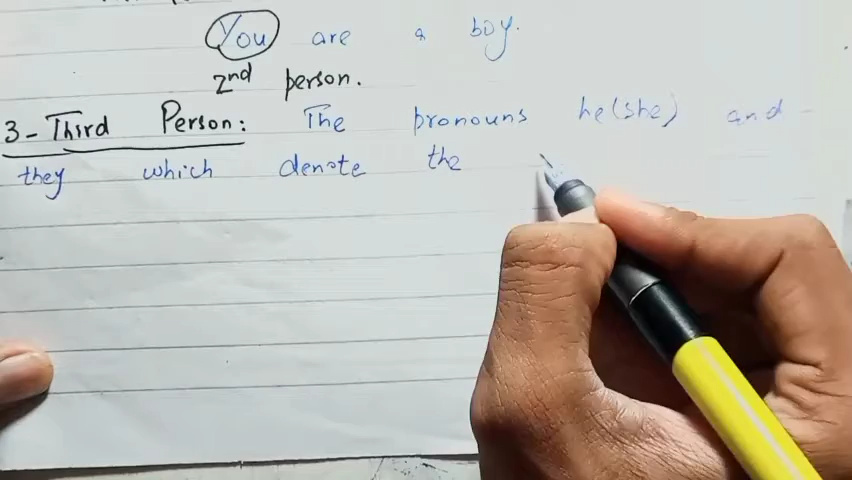 You are a boy.
2nd person.
3- Third Person: The pronouns he(she) and
they which denote the